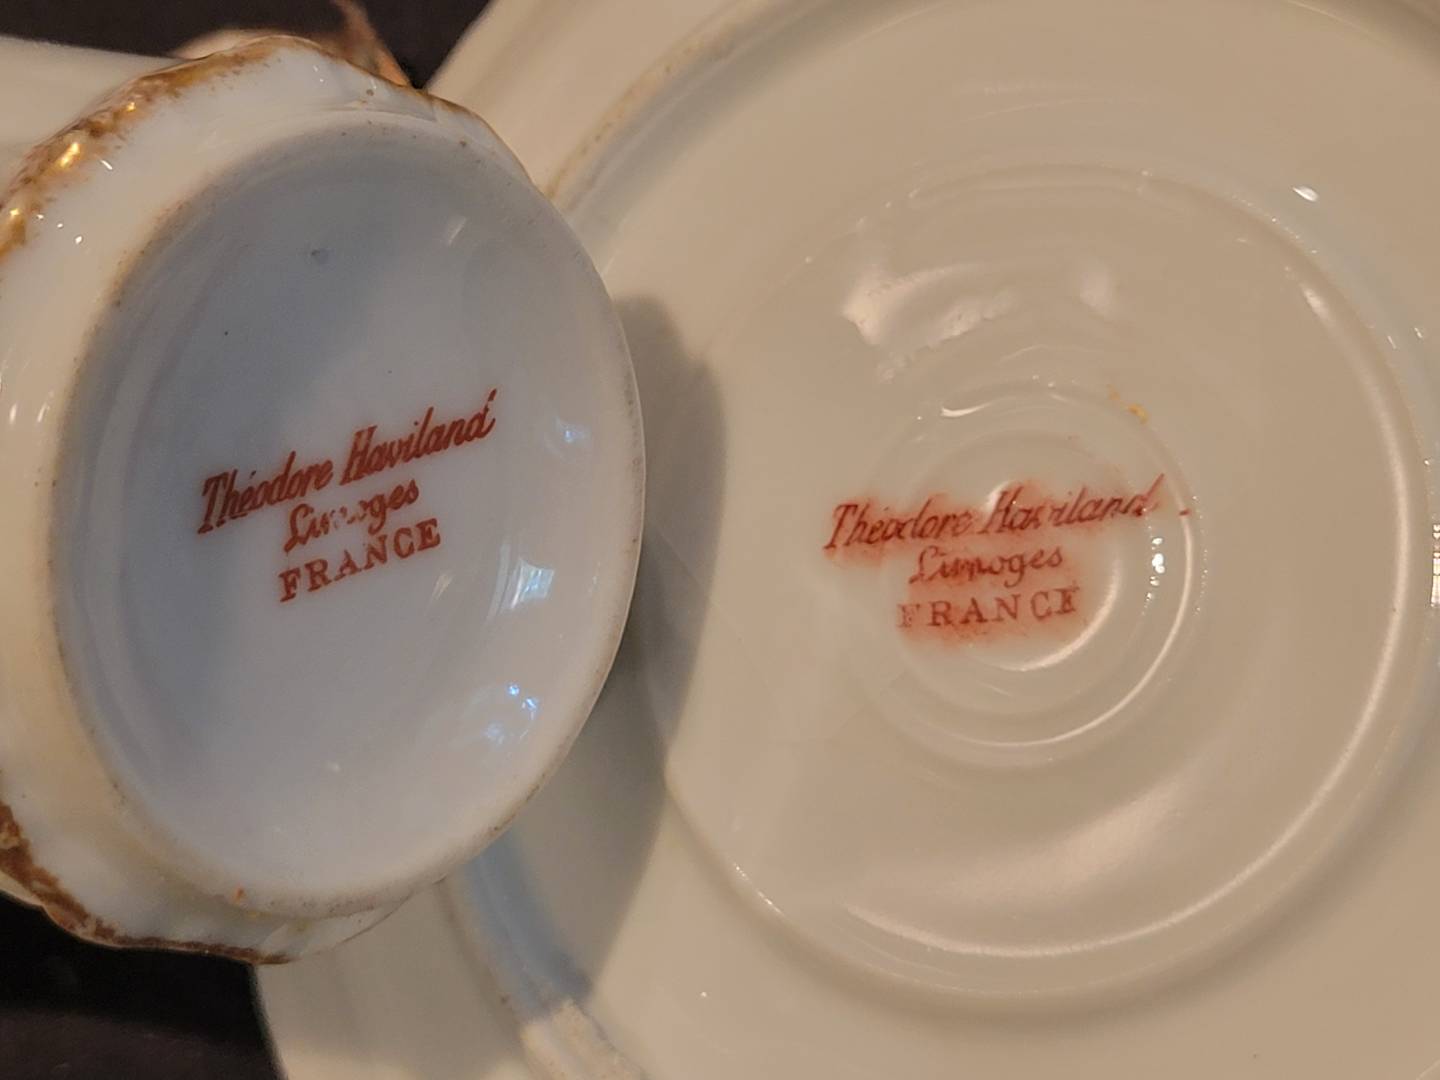 Théodore Haviland
Limoges
FRANCE
Théodore Haviland
Limoges
FRANCE